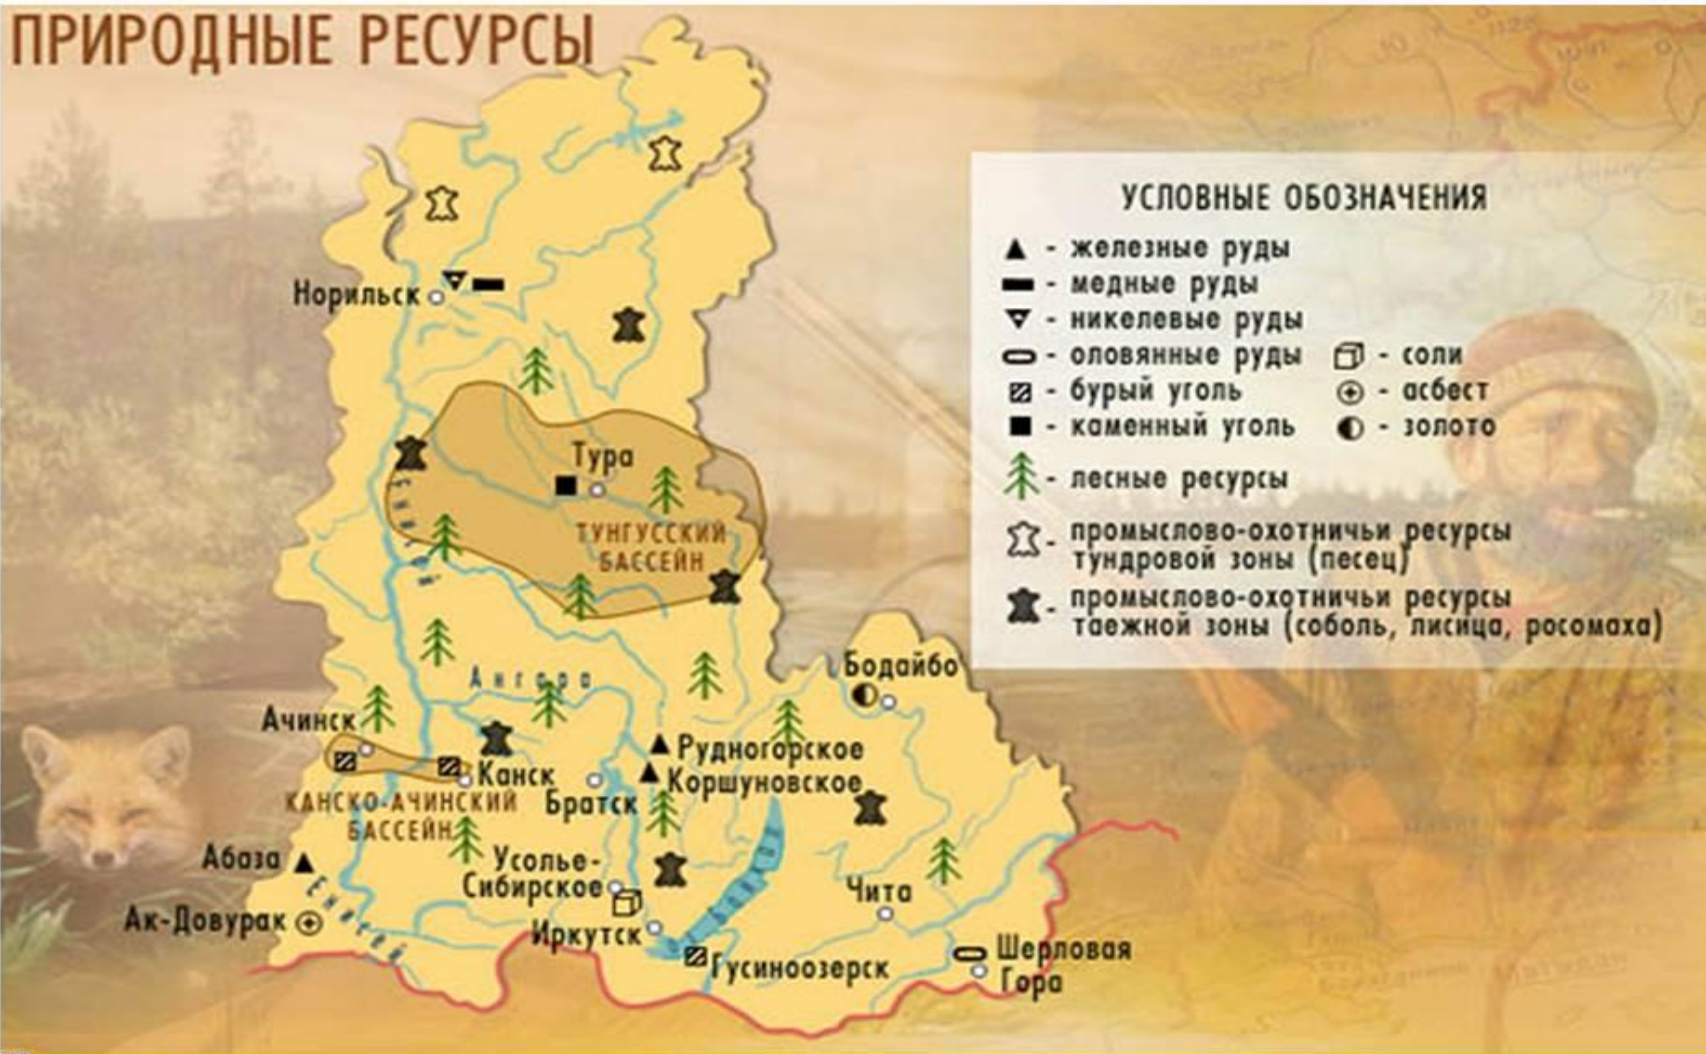 ПРИРОДНЫЕ РЕСУРСЫ
УСЛОВНЫЕ ОБОЗНАЧЕНИЯ
- железные руды
- медные руды
- никелевые руды
- оловянные руды
- соли
- бурый уголь
- асбест
- каменный уголь
- золото
- лесные ресурсы
- промыслово-охотничьи ресурсы
тундровой зоны (песец)
- промыслово-охотничьи ресурсы
таежной зоны (соболь, лисица, росомаха)
Норильск
Тура
ТУНГУССКИЙ
БАССЕЙН
Енисей
Ангара
Бодайбо
Ачинск
Рудногорское
Канск
Коршуновское
КАНСКО-АЧИНСКИЙ
БАССЕЙН
Братск
Абаза
Усолье-
Сибирское
Чита
Ак-Довурак
Енисей
Иркутск
Гусиноозерск
Шерловая
Гора